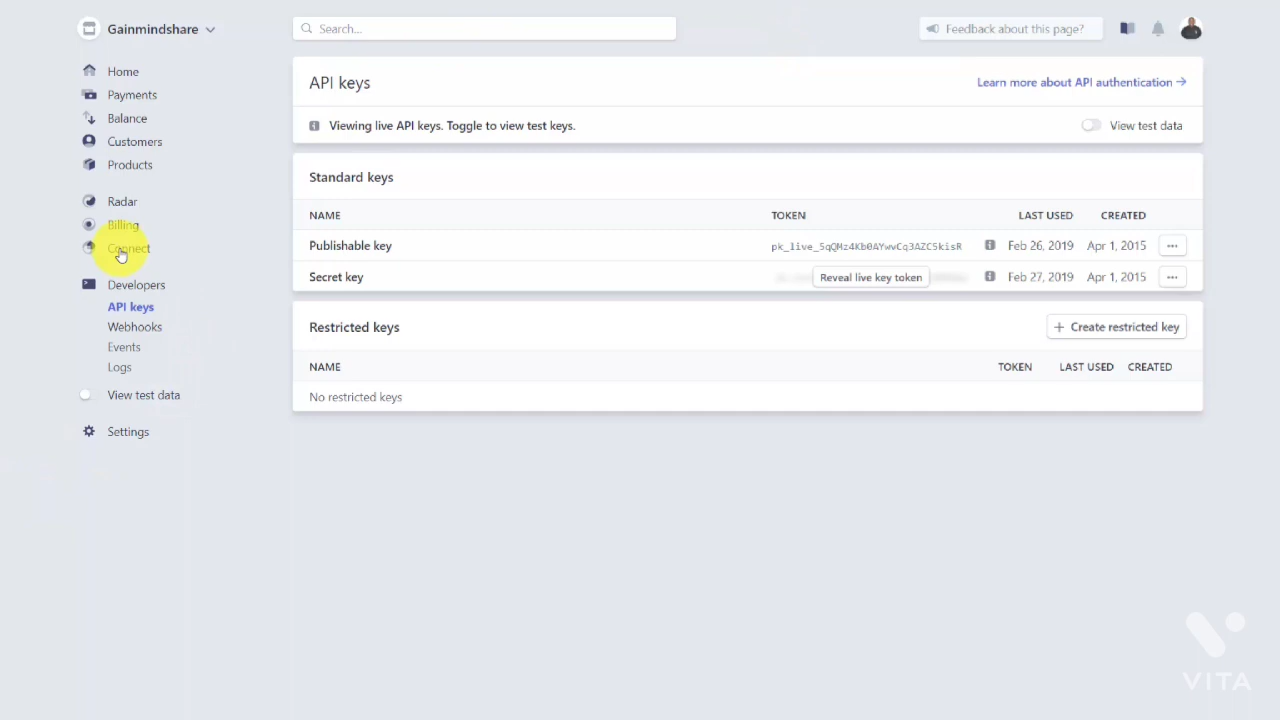 Gainmindshare
Search...
Feedback about this page?
Home
Payments
Balance
Customers
Products
Radar
Billing
Connect
Developers
API keys
Webhooks
Events
Logs
View test data
Settings
API keys
Learn more about API authentication →
Viewing live API keys. Toggle to view test keys.
View test data
Standard keys
NAME TOKEN LAST USED CREATED
Publishable key pk_live_5qQMz4Kb0AYwvCq3AZC5kisR Feb 26, 2019 Apr 1, 2015 ...
Secret key Reveal live key token Feb 27, 2019 Apr 1, 2015 ...
Restricted keys
+ Create restricted key
NAME TOKEN LAST USED CREATED
No restricted keys
VITA